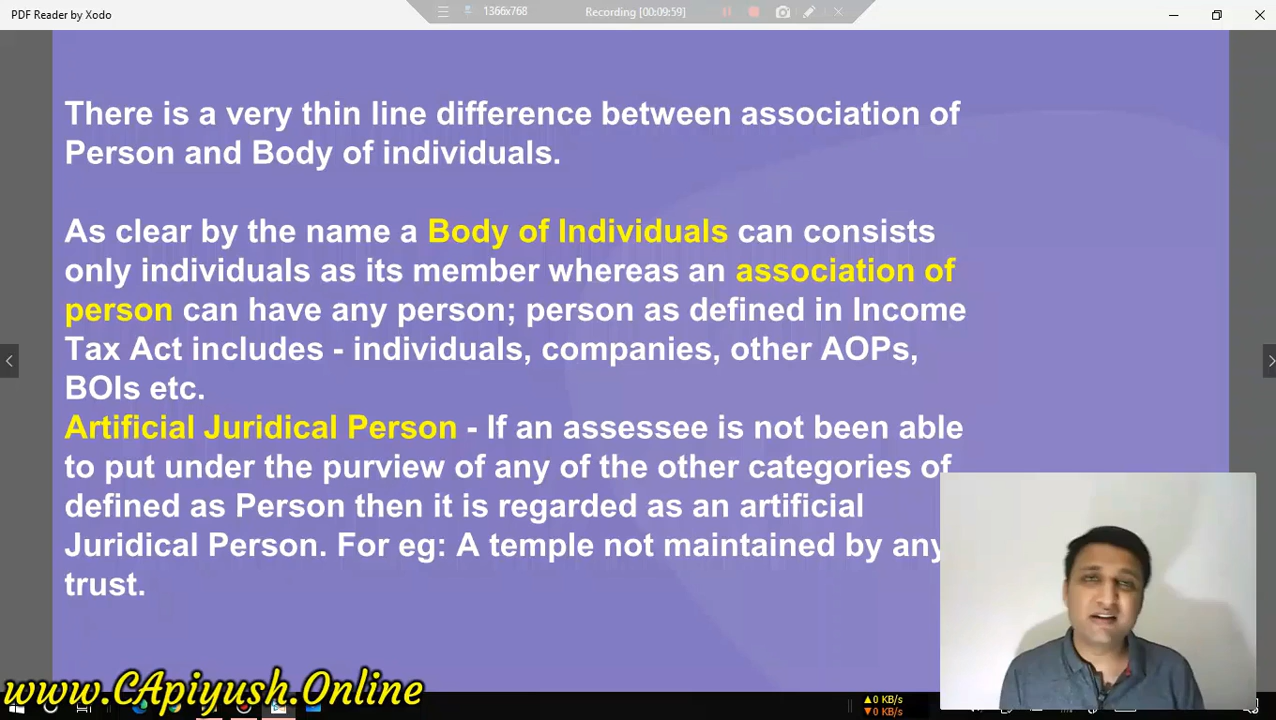 PDF Reader by Xodo
1366x768
Recording [00:09:59]
There is a very thin line difference between association of
Person and Body of individuals.
As clear by the name a Body of Individuals can consists
only individuals as its member whereas an association of
person can have any person; person as defined in Income
Tax Act includes - individuals, companies, other AOPs,
BOIs etc.
Artificial Juridical Person - If an assessee is not been able
to put under the purview of any of the other categories of
defined as Person then it is regarded as an artificial
Juridical Person. For eg: A temple not maintained by any
trust.
www.CApiyush.Online
0 KB/s
0 KB/s